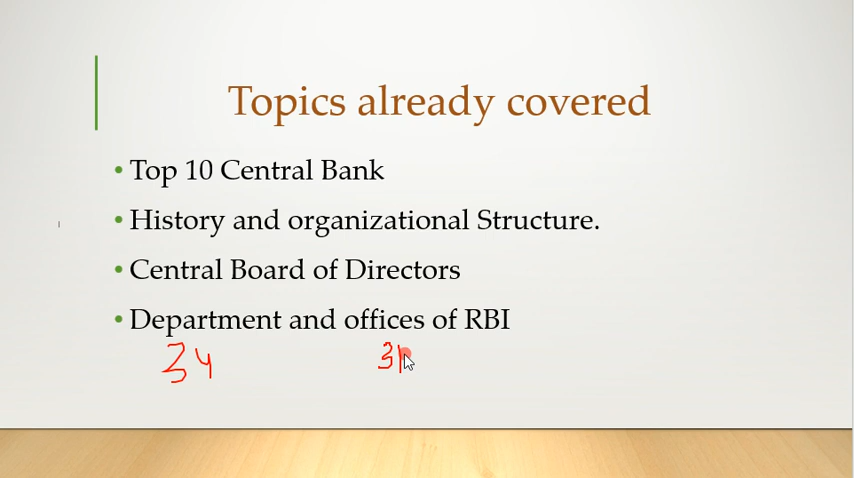 Topics already covered
• Top 10 Central Bank
• History and organizational Structure.
• Central Board of Directors
• Department and offices of RBI
34 31